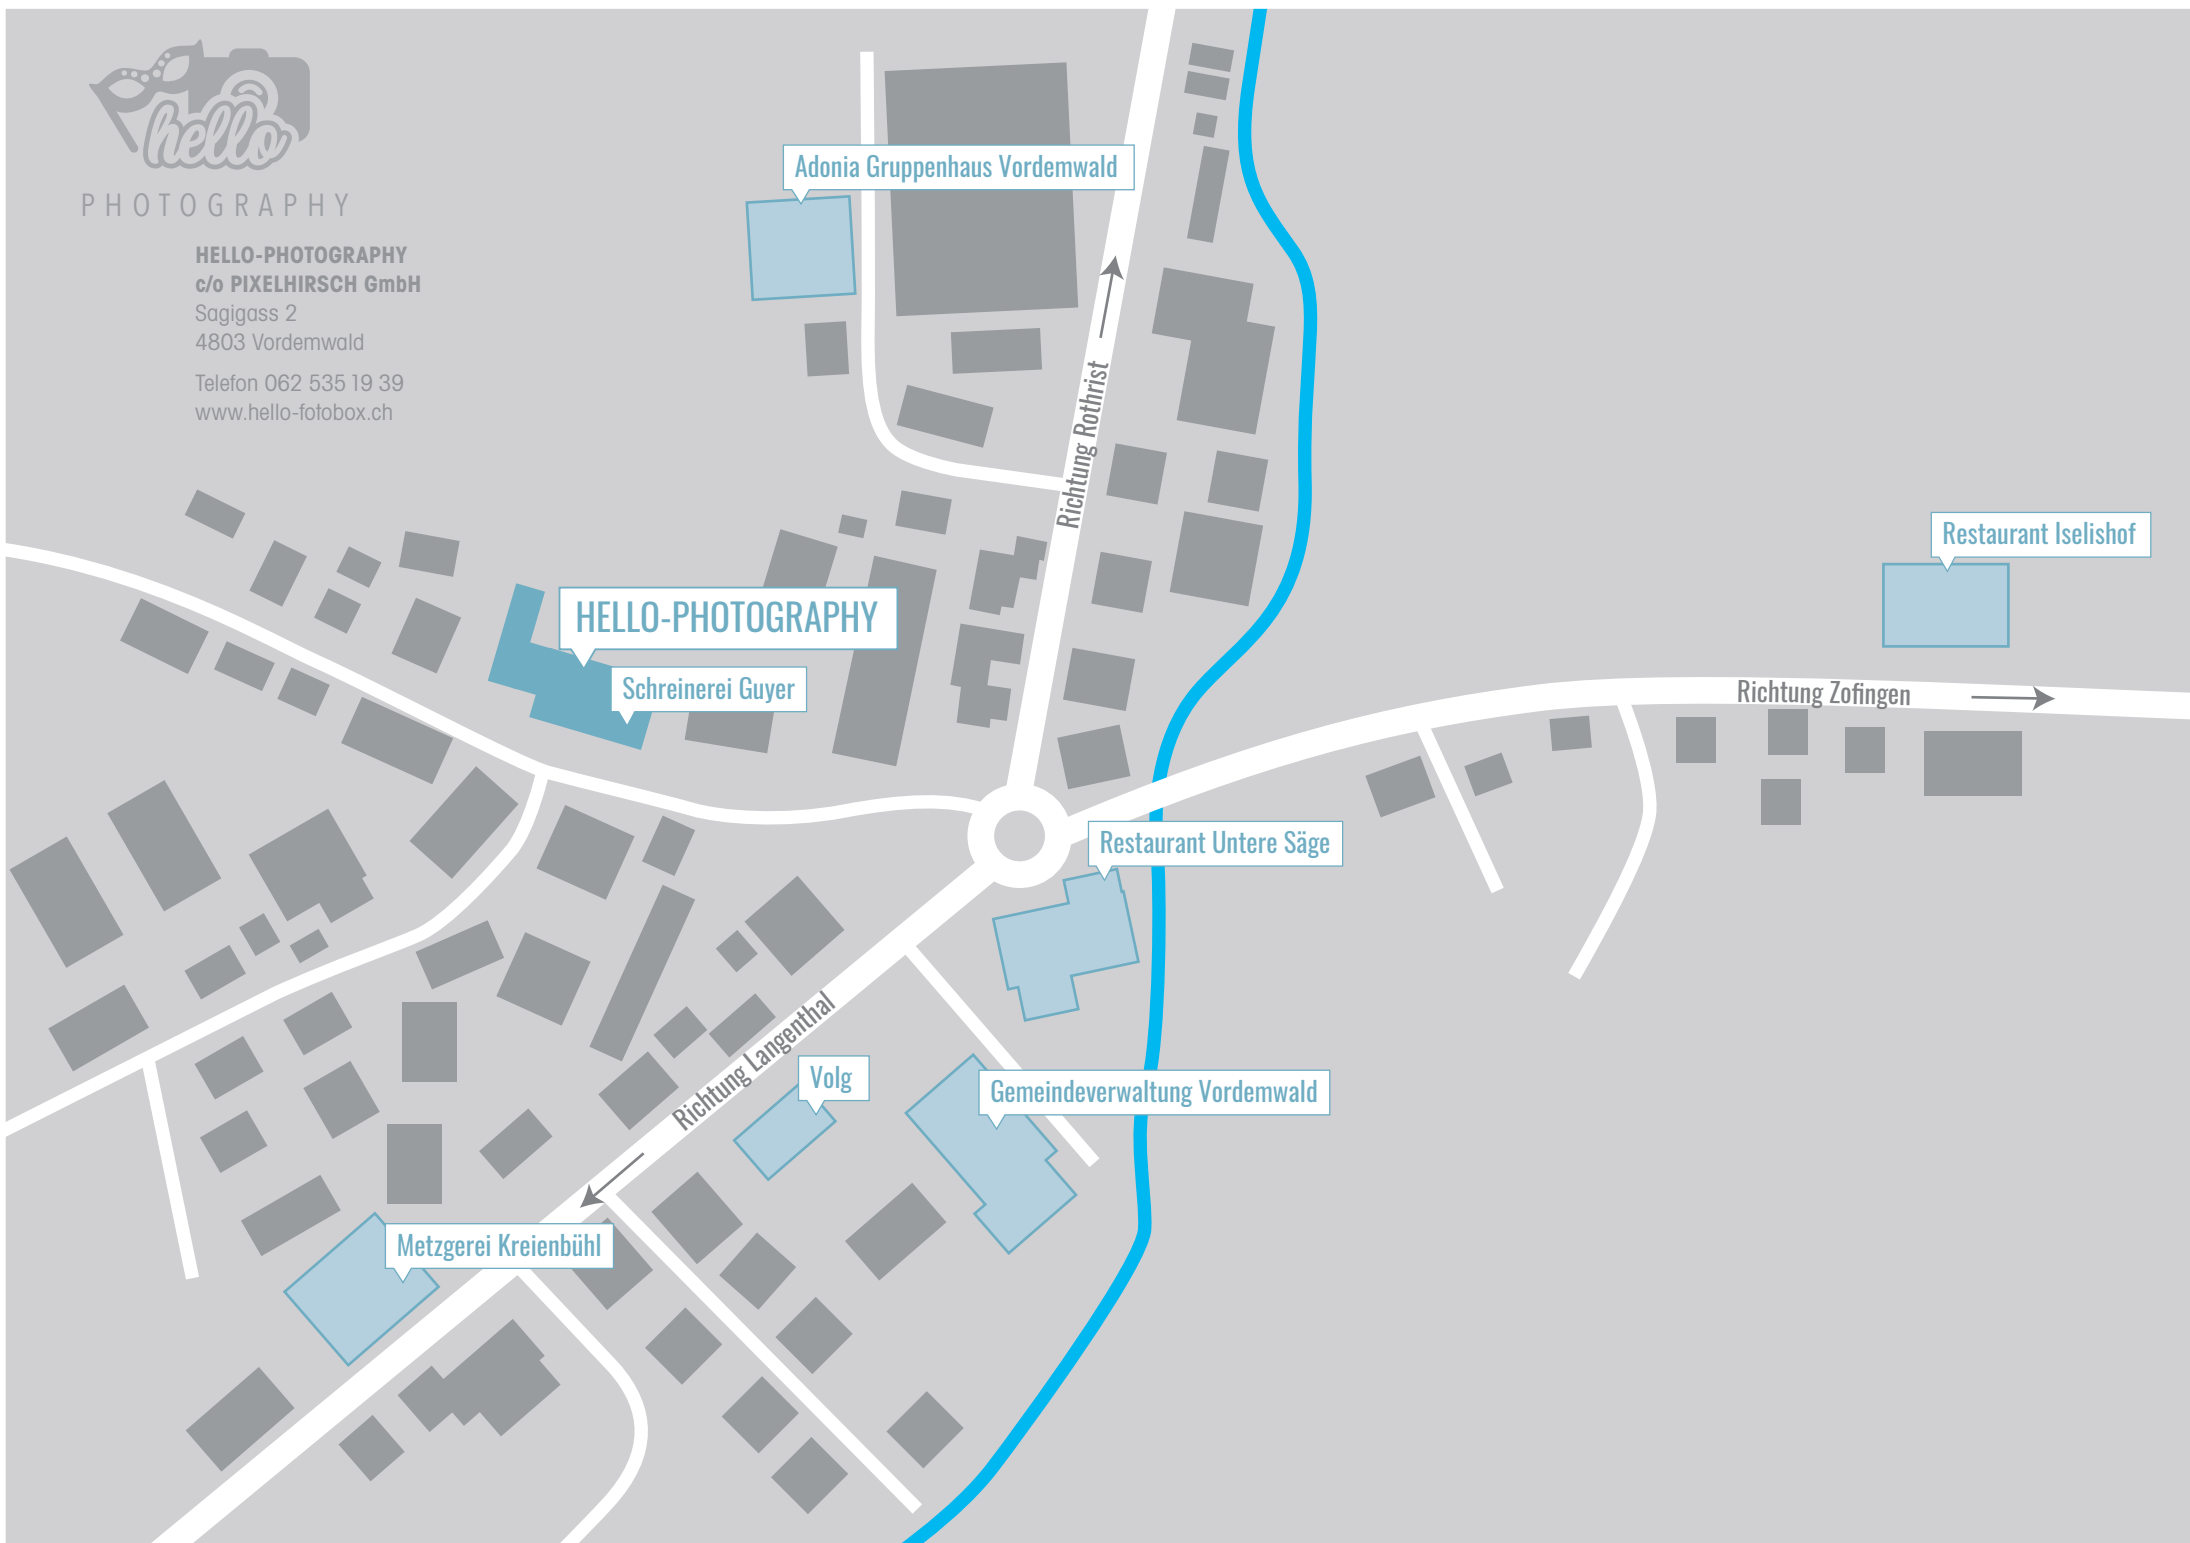 hello
PHOTOGRAPHY
HELLO-PHOTOGRAPHY
c/o PIXELHIRSCH GmbH
Sagigass 2
4803 Vordemwald
Telefon 062 535 19 39
www.hello-fotobox.ch
Adonia Gruppenhaus Vordemwald
Richtung Rothrist
Restaurant Iselishof
HELLO-PHOTOGRAPHY
Schreinerei Guyer
Richtung Zofingen
Restaurant Untere Säge
Richtung Langenthal
Volg
Gemeindeverwaltung Vordemwald
Metzgerei Kreienbühl